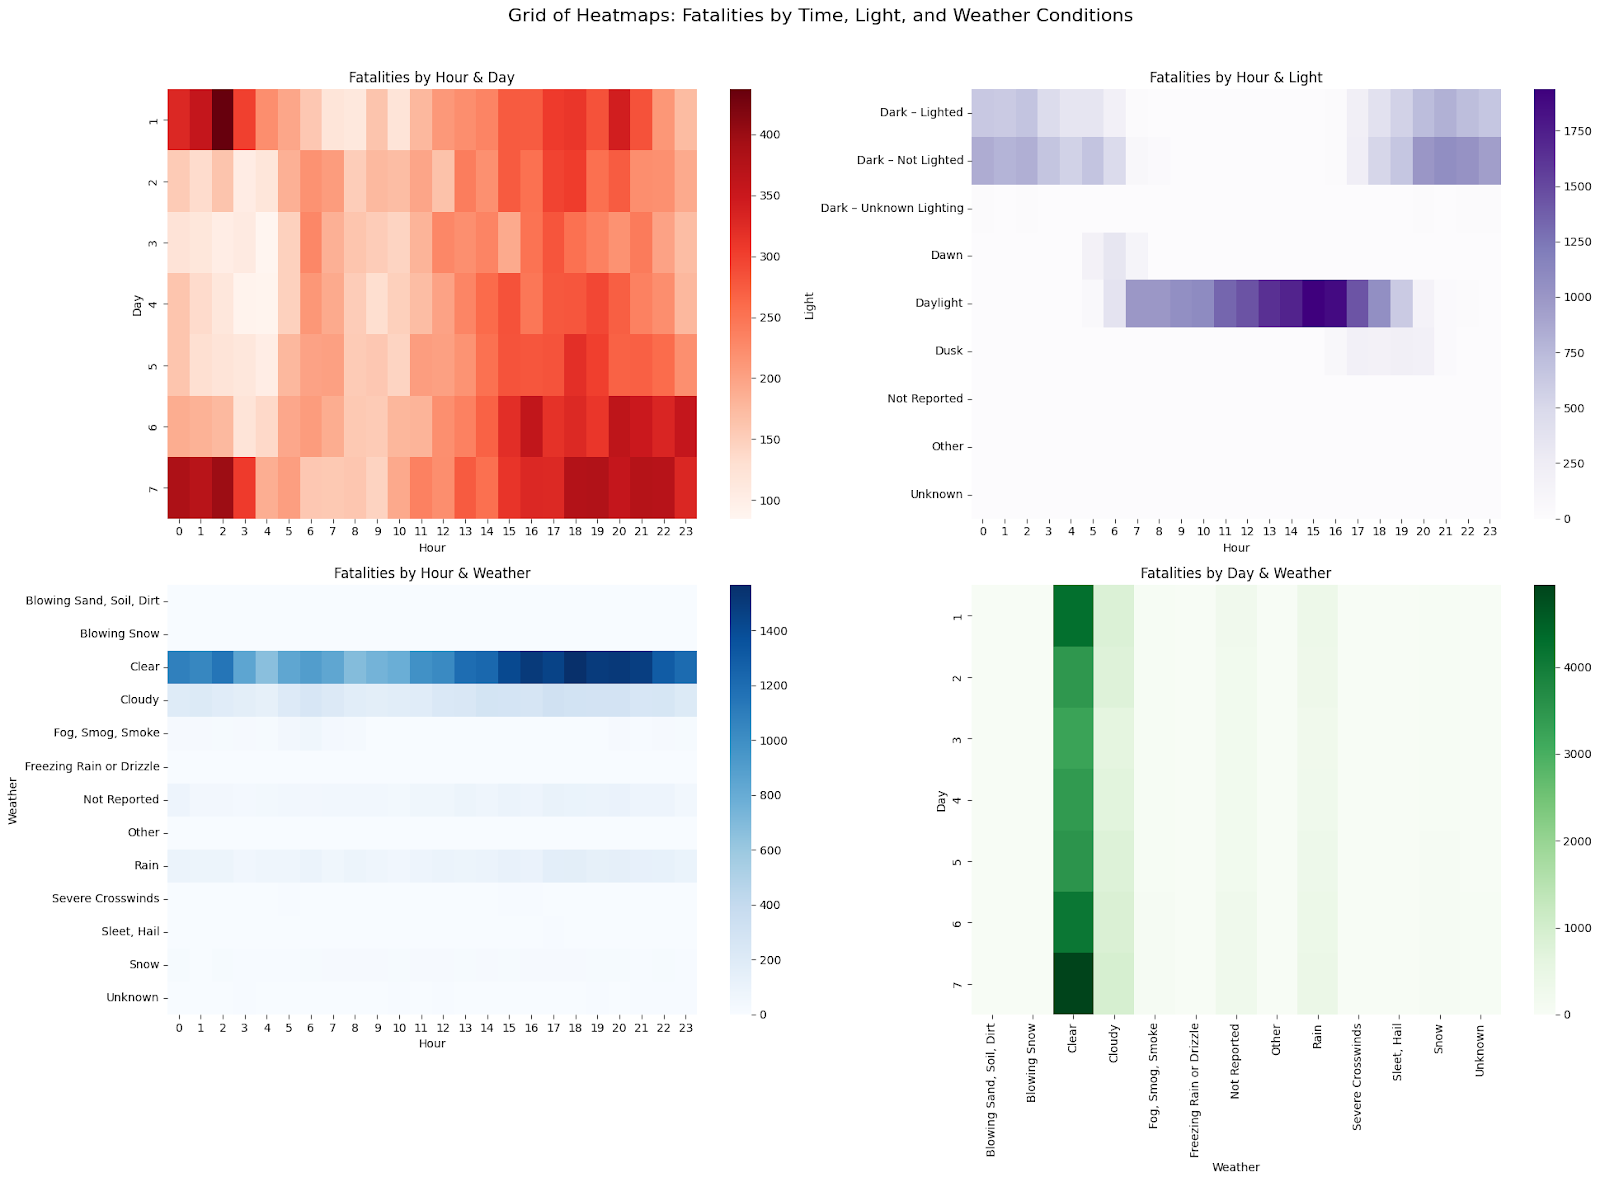 Grid of Heatmaps: Fatalities by Time, Light, and Weather Conditions
Fatalities by Hour & Day
Day
1
2
3
4
5
6
7
0 1 2 3 4 5 6 7 8 9 10 11 12 13 14 15 16 17 18 19 20 21 22 23
Hour
400
350
300
250
200
150
100
Fatalities by Hour & Light
Light
Dark – Lighted
Dark – Not Lighted
Dark – Unknown Lighting
Dawn
Daylight
Dusk
Not Reported
Other
Unknown
0 1 2 3 4 5 6 7 8 9 10 11 12 13 14 15 16 17 18 19 20 21 22 23
Hour
1750
1500
1250
1000
750
500
250
0
Fatalities by Hour & Weather
Weather
Blowing Sand, Soil, Dirt
Blowing Snow
Clear
Cloudy
Fog, Smog, Smoke
Freezing Rain or Drizzle
Not Reported
Other
Rain
Severe Crosswinds
Sleet, Hail
Snow
Unknown
0 1 2 3 4 5 6 7 8 9 10 11 12 13 14 15 16 17 18 19 20 21 22 23
Hour
1400
1200
1000
800
600
400
200
0
Fatalities by Day & Weather
Day
1
2
3
4
5
6
7
Blowing Sand, Soil, Dirt
Blowing Snow
Clear
Cloudy
Fog, Smog, Smoke
Freezing Rain or Drizzle
Not Reported
Other
Rain
Severe Crosswinds
Sleet, Hail
Snow
Unknown
Weather
4000
3000
2000
1000
0